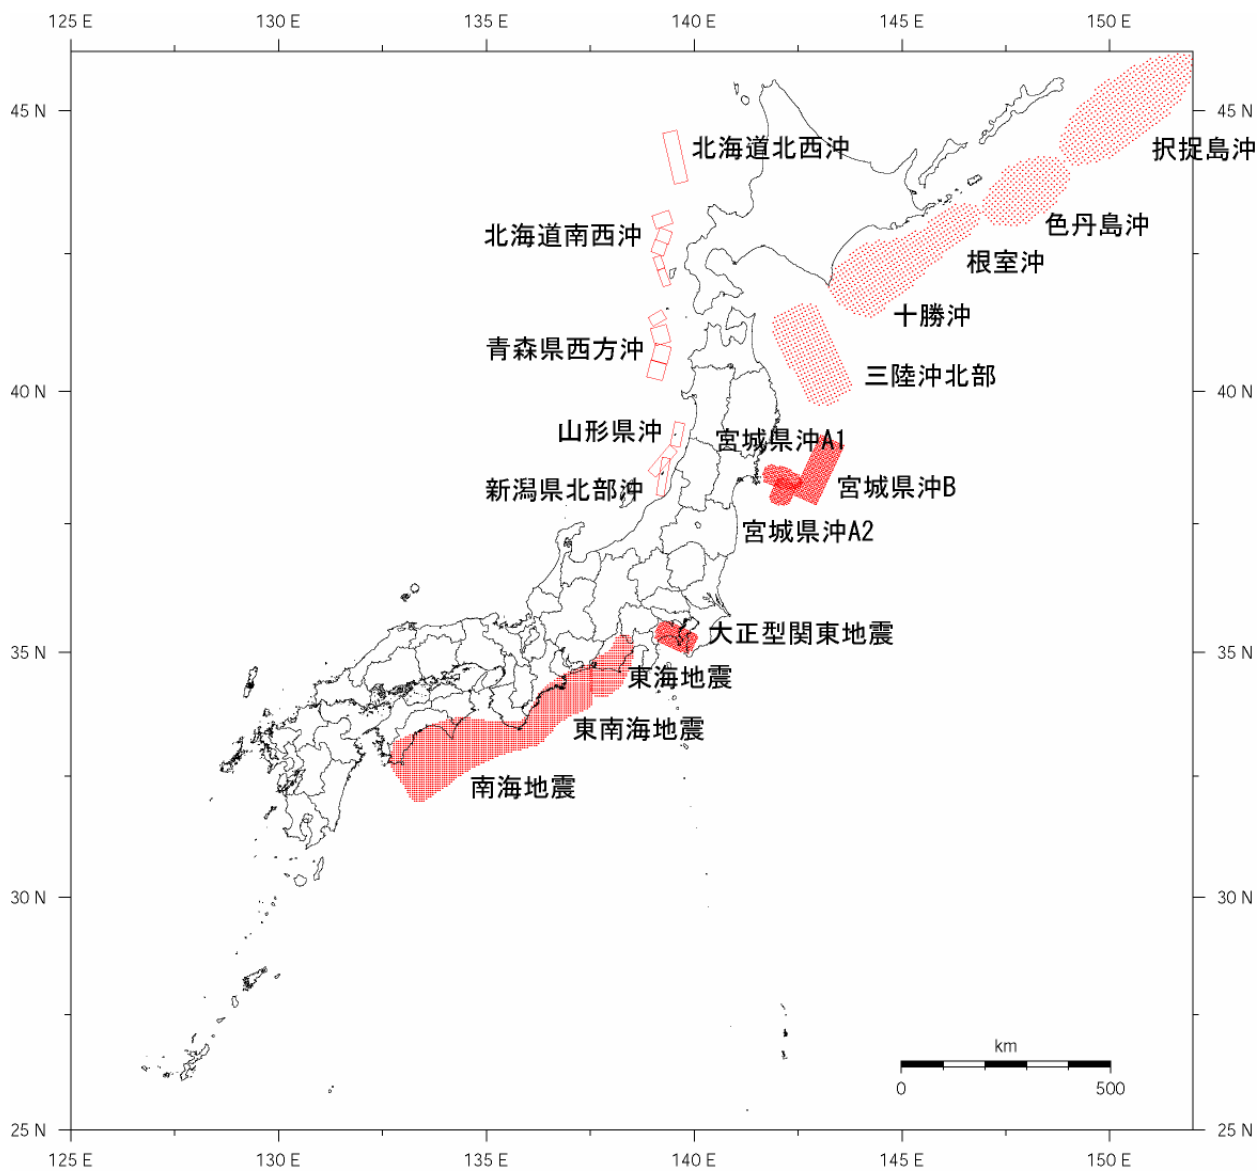 125 E 130 E 135 E 140 E 145 E 150 E
45 N 45 N
北海道北西沖
択捉島沖
色丹島沖
北海道南西沖
根室沖
十勝沖
青森県西方沖
三陸沖北部
40 N 40 N
山形県沖
宮城県沖A1
新潟県北部沖
宮城県沖B
宮城県沖A2
大正型関東地震
35 N 35 N
東海地震
東南海地震
南海地震
30 N 30 N
km
0 500
25 N 25 N
125 E 130 E 135 E 140 E 145 E 150 E